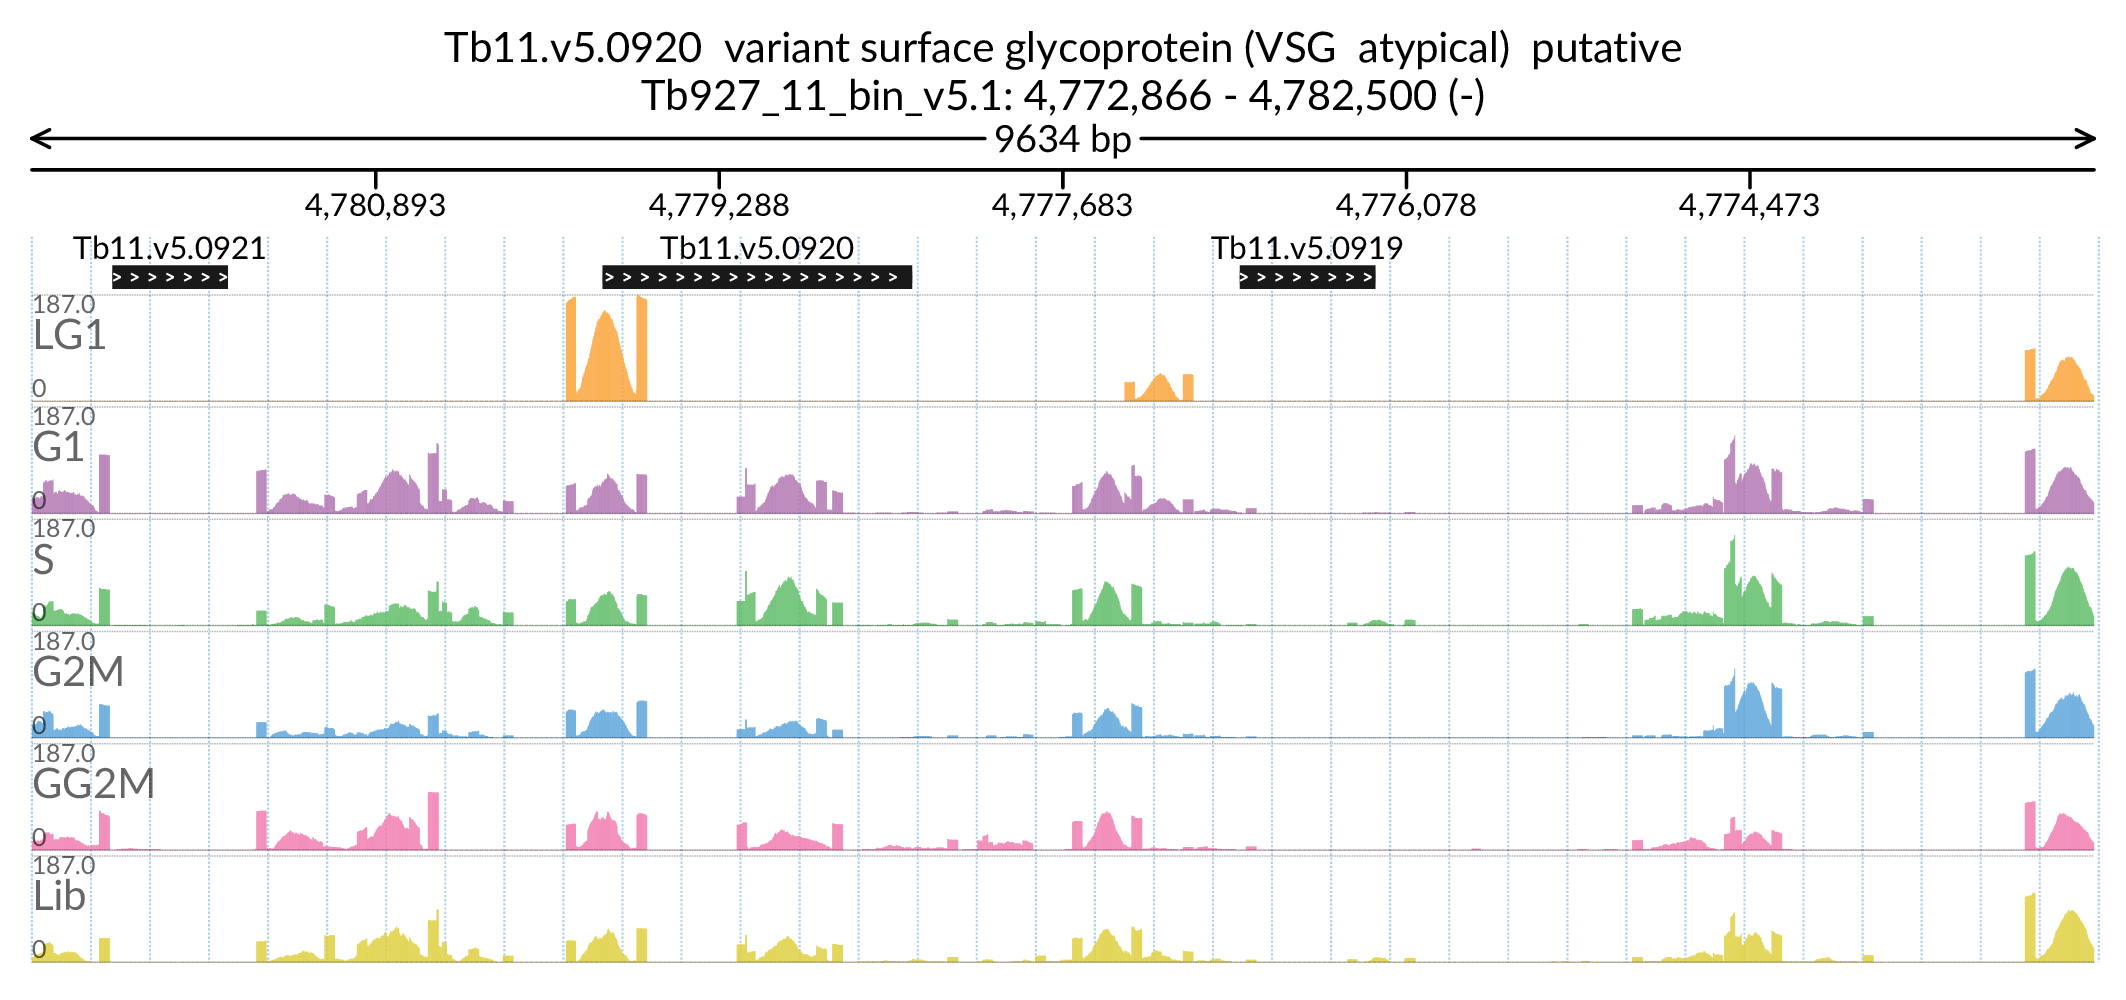 Tb11.v5.0920  variant surface glycoprotein (VSG  atypical)  putative
Tb927_11_bin_v5.1: 4,772,866 - 4,782,500 (-)
9634 bp
4,780,893 4,779,288 4,777,683 4,776,078 4,774,473
Tb11.v5.0921 Tb11.v5.0920 Tb11.v5.0919
187.0
LG1
0
187.0
G1
0
187.0
S
0
187.0
G2M
0
187.0
GG2M
0
187.0
Lib
0